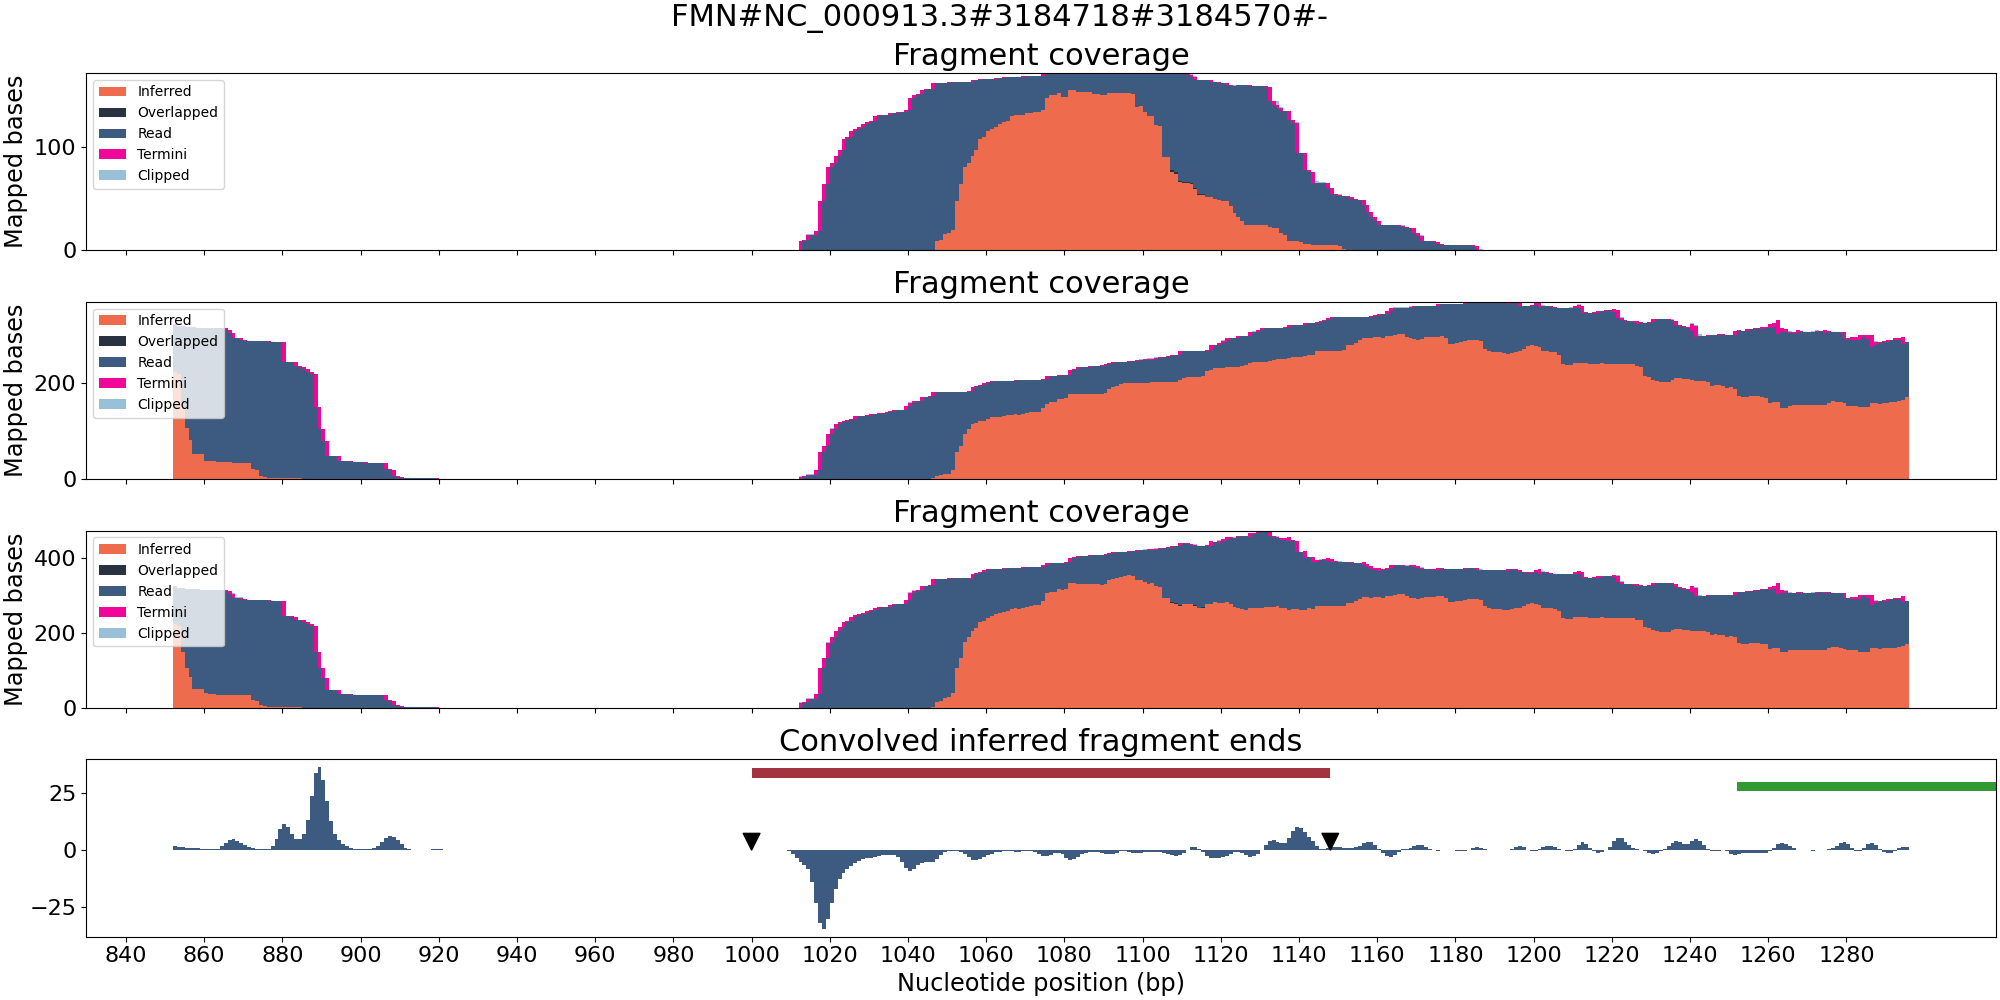 FMN#NC_000913.3#3184718#3184570#-
Fragment coverage
Mapped bases
100
0
Inferred
Overlapped
Read
Termini
Clipped
Fragment coverage
Mapped bases
200
0
Inferred
Overlapped
Read
Termini
Clipped
Fragment coverage
Mapped bases
400
200
0
Inferred
Overlapped
Read
Termini
Clipped
Convolved inferred fragment ends
25
0
−25
840 860 880 900 920 940 960 980 1000 1020 1040 1060 1080 1100 1120 1140 1160 1180 1200 1220 1240 1260 1280
Nucleotide position (bp)